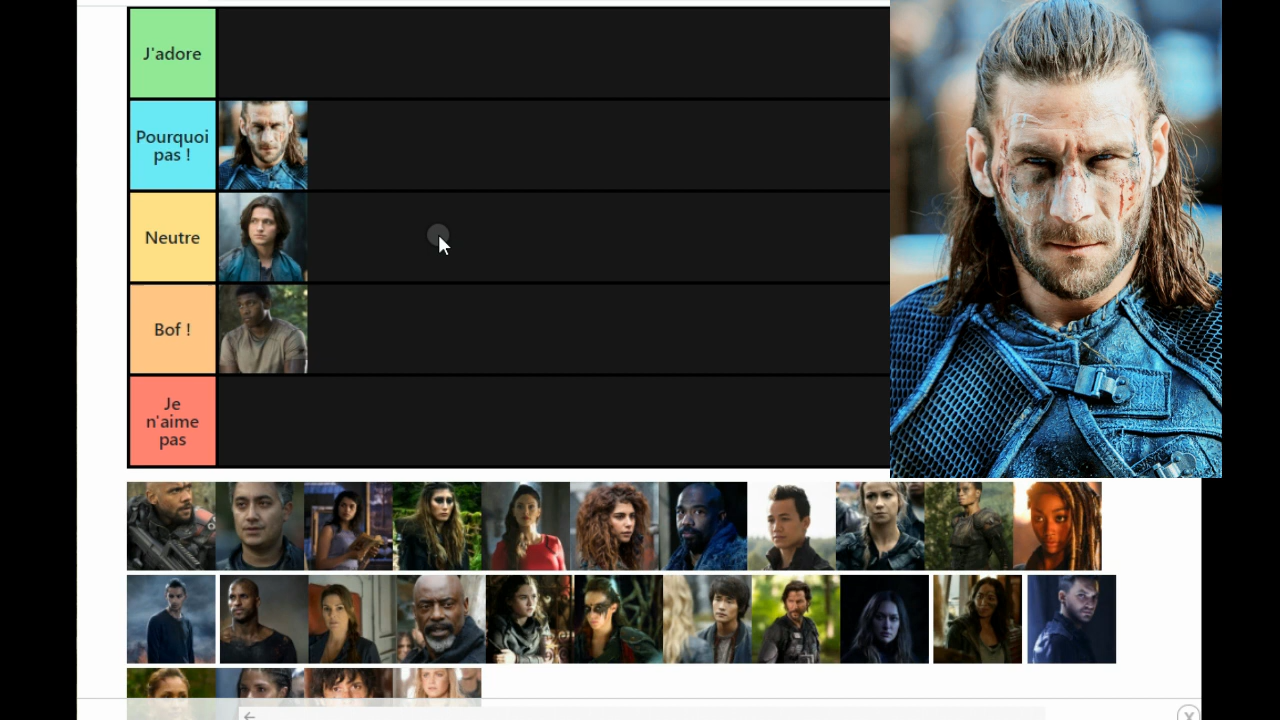 J'adore
Pourquoi
pas !
Neutre
Bof !
Je
n'aime
pas